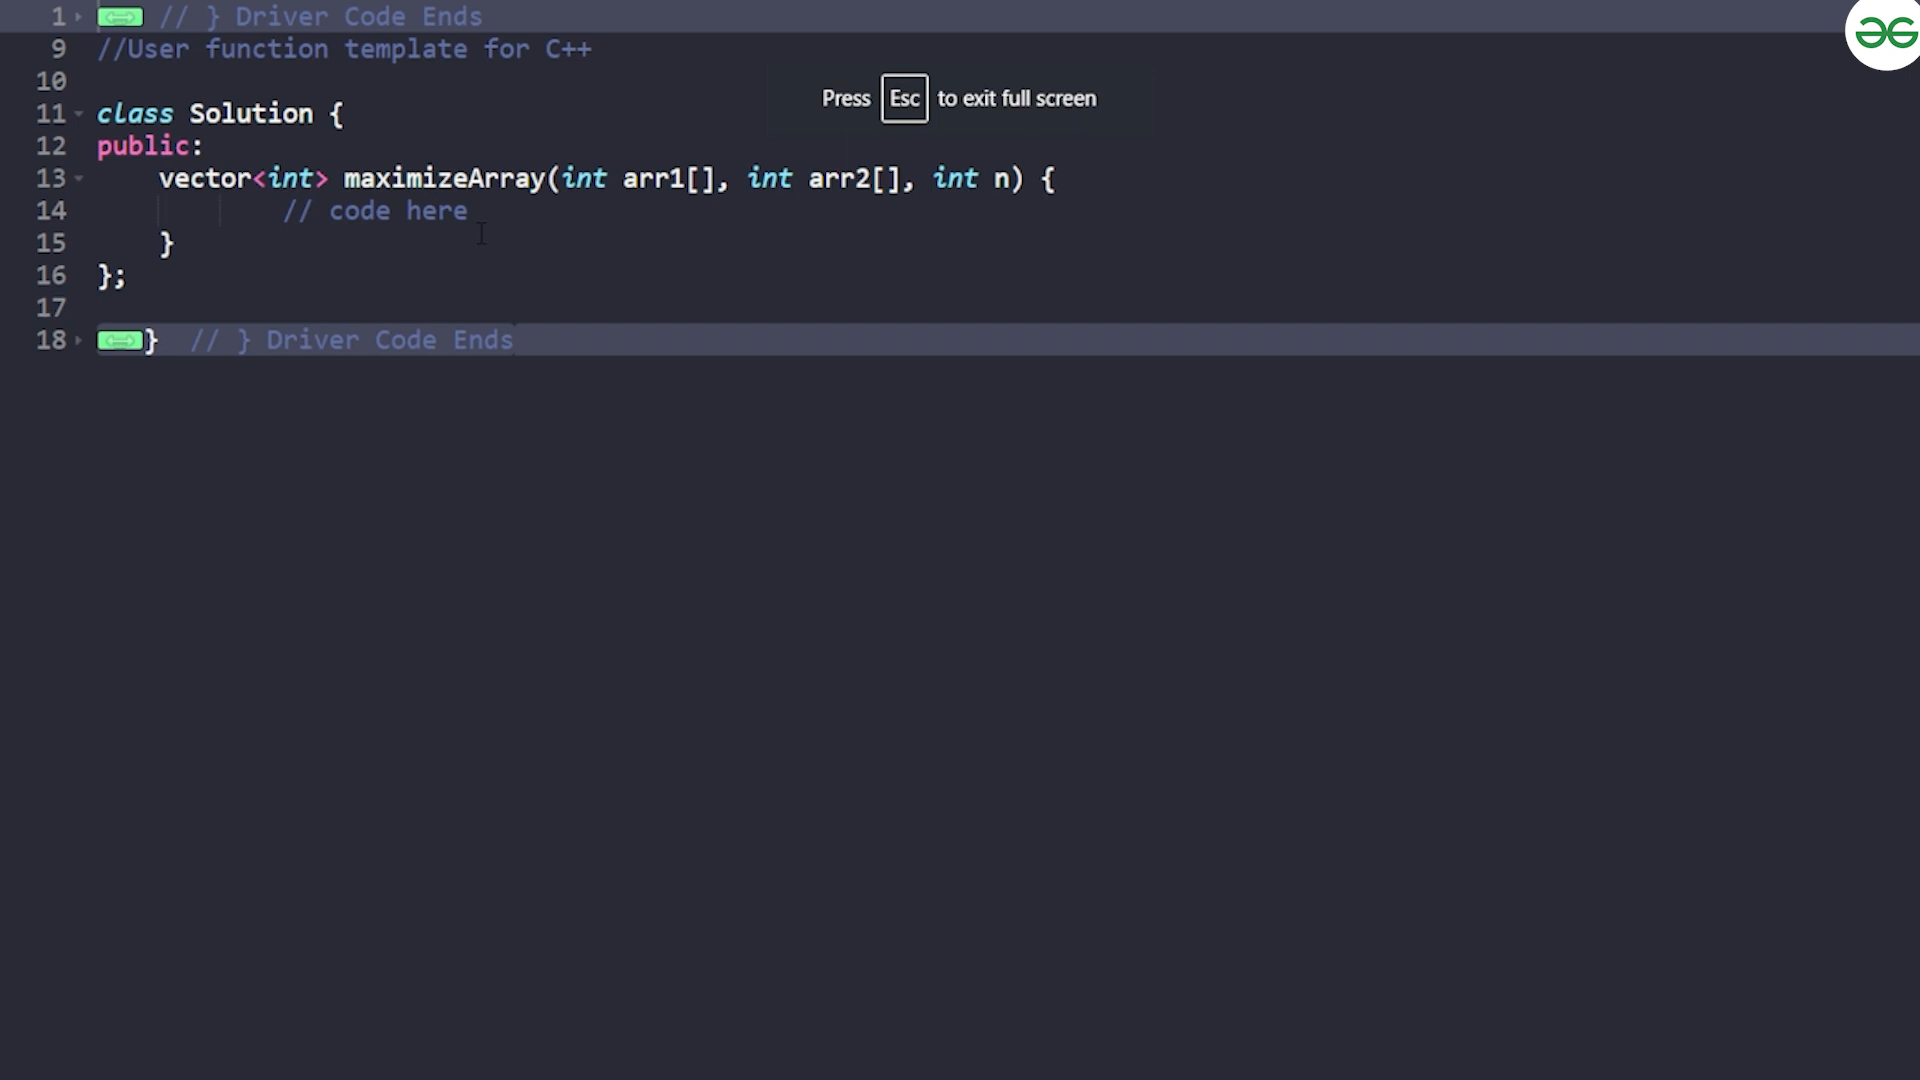 1 // } Driver Code Ends
9 //User function template for C++
10
Press Esc to exit full screen
11 class Solution {
12 public:
13     vector<int> maximizeArray(int arr1[], int arr2[], int n) {
14             // code here
15     }
16 };
17
18 }  // } Driver Code Ends